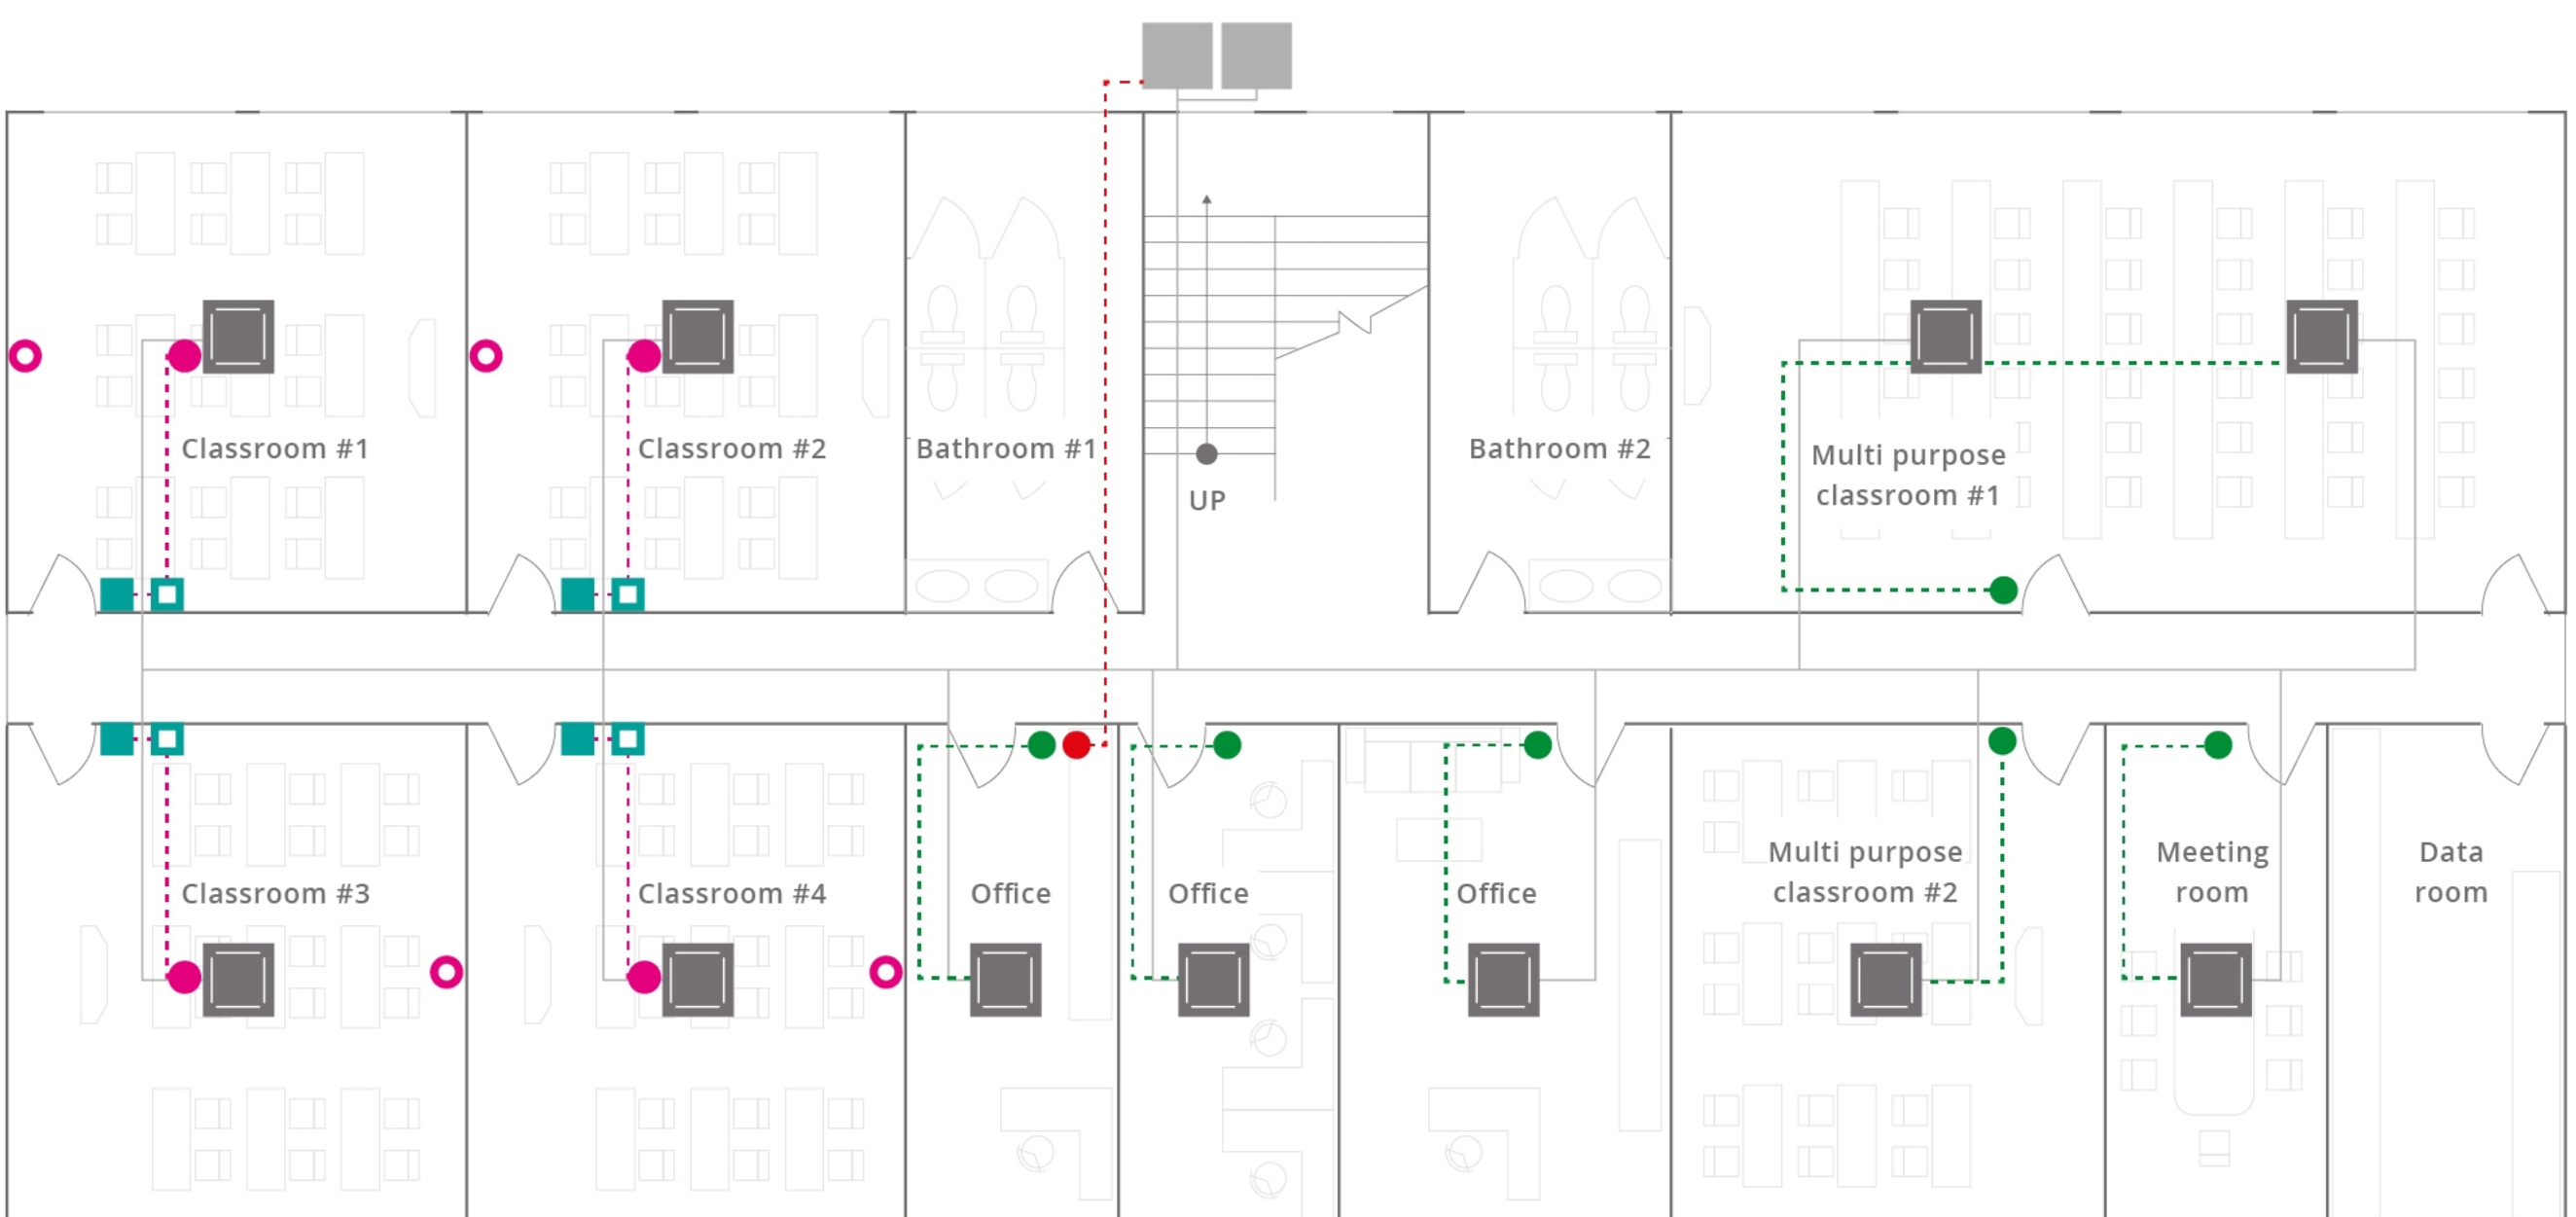 Classroom #1
Classroom #2
Bathroom #1
UP
Bathroom #2
Multi purpose
classroom #1
Classroom #3
Classroom #4
Office
Office
Office
Multi purpose
classroom #2
Meeting
room
Data
room